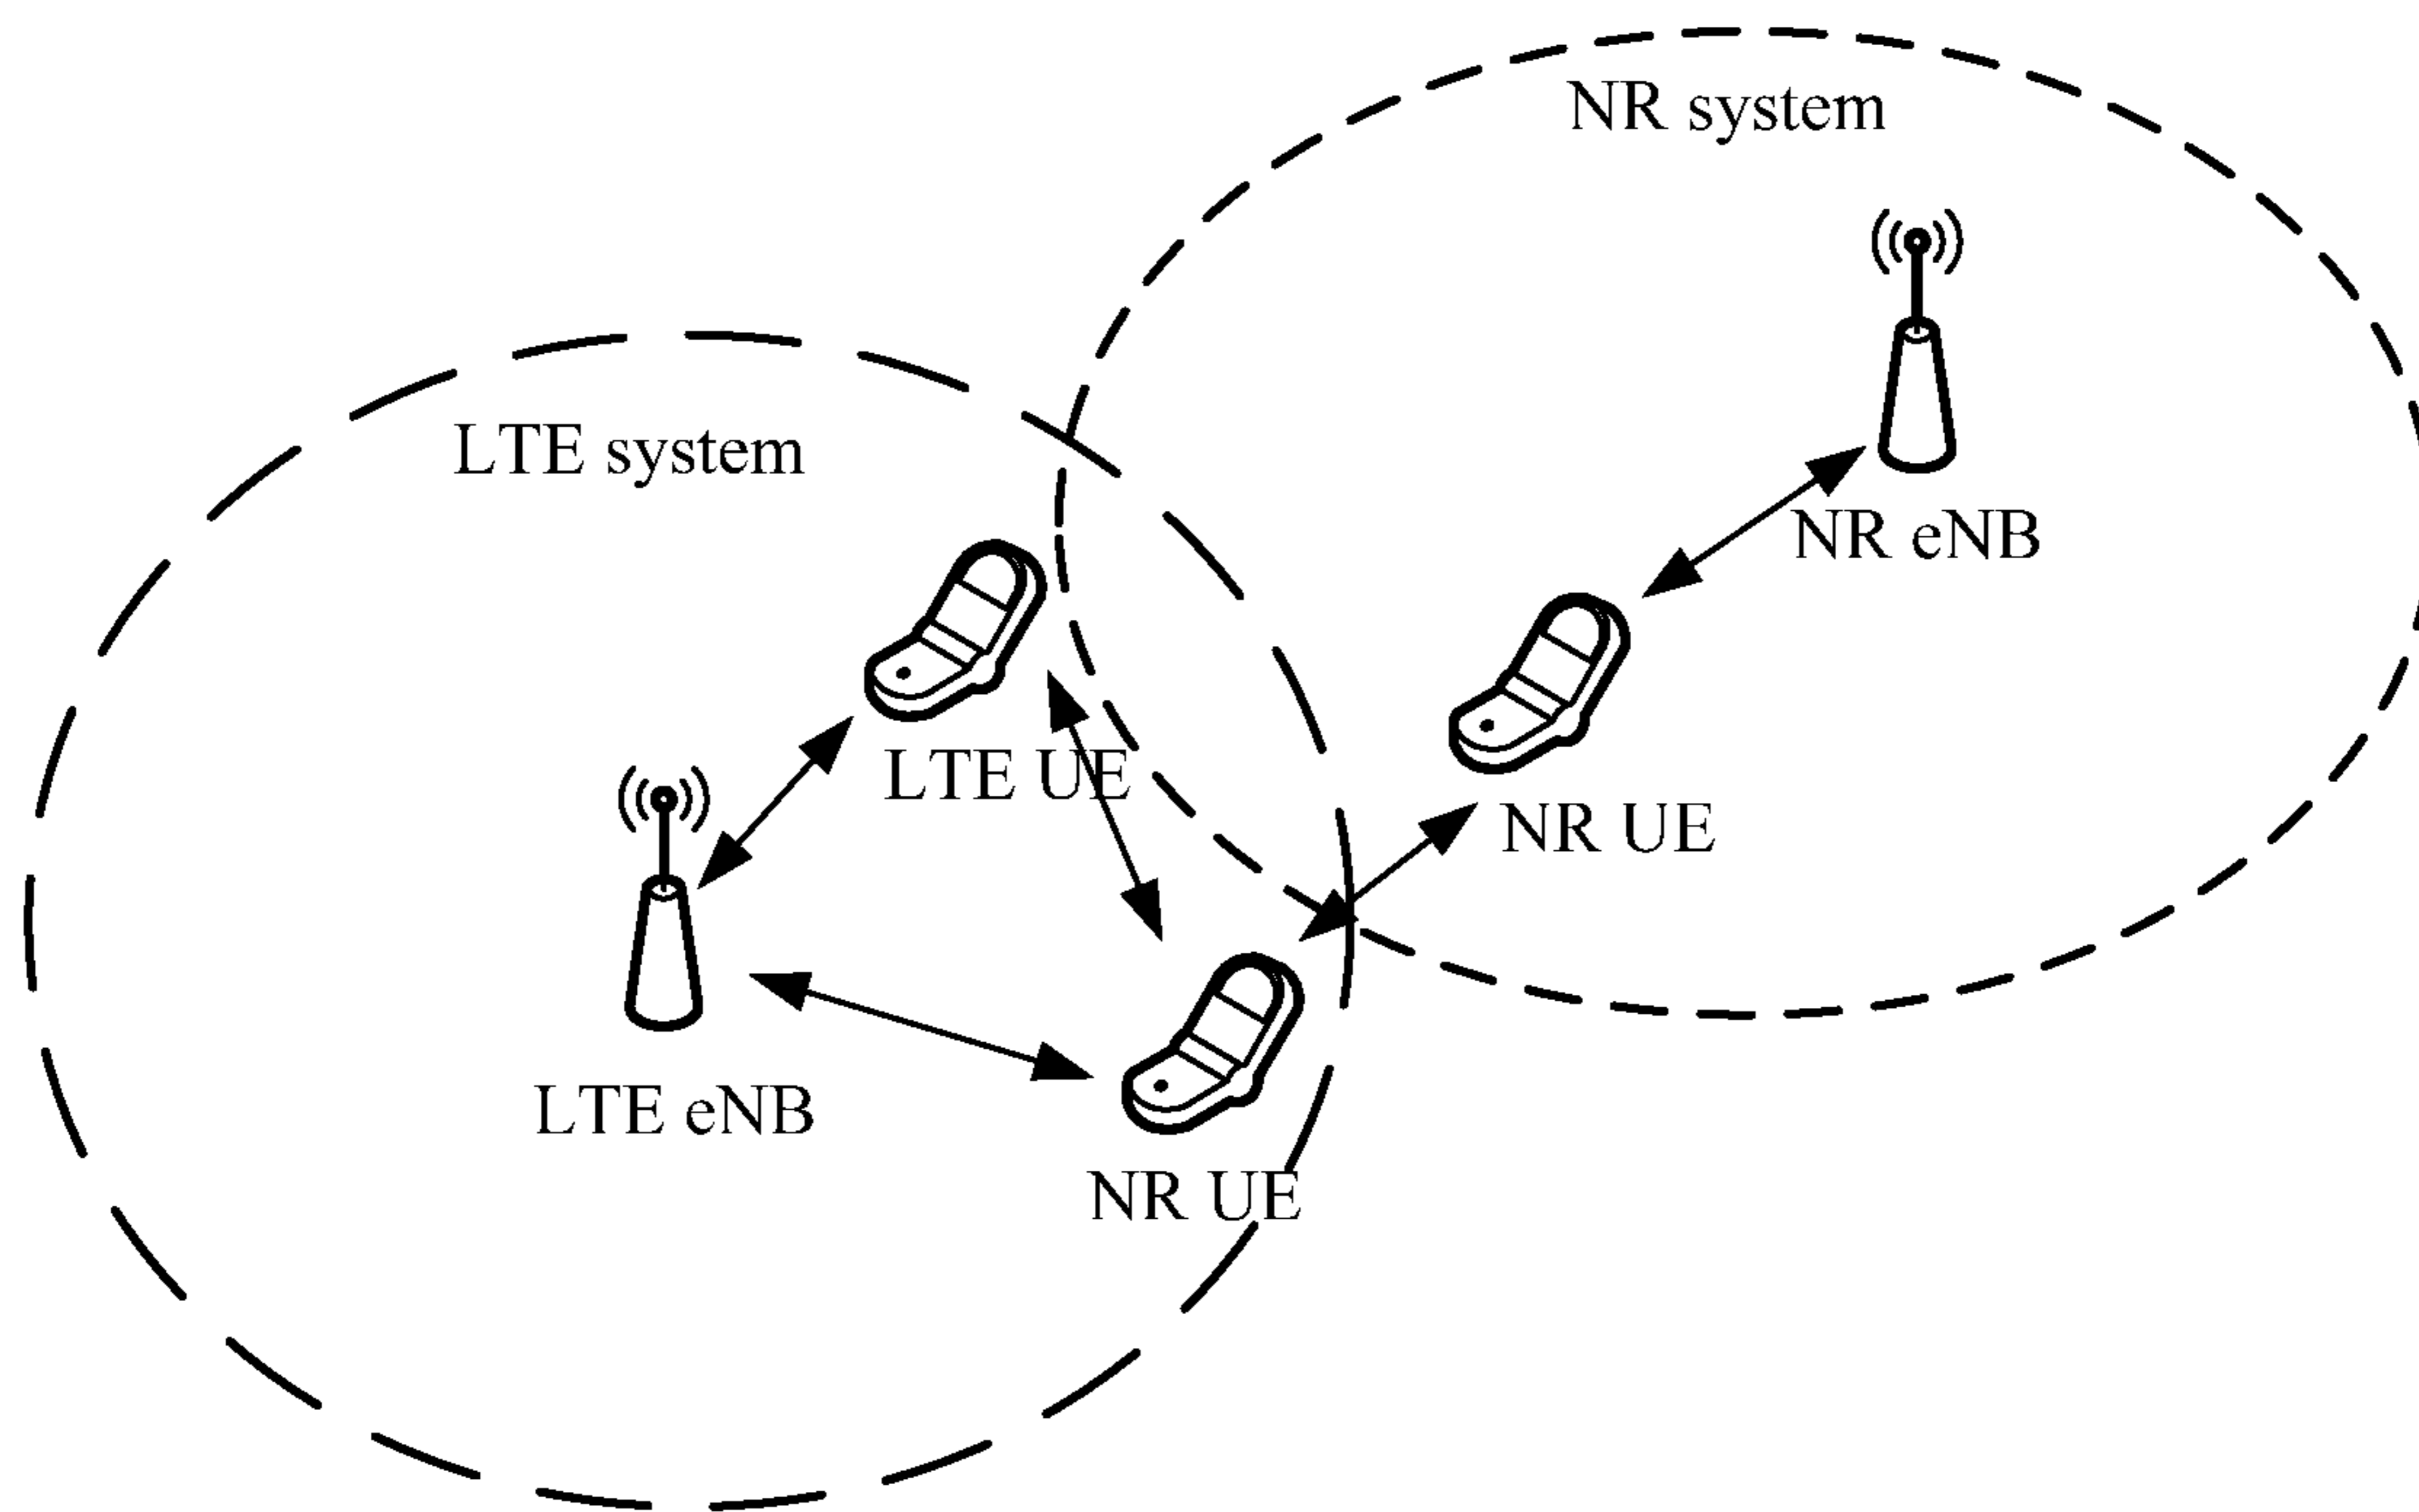 NR system
LTE system
NR eNB
LTE UE
NR UE
LTE eNB
NR UE